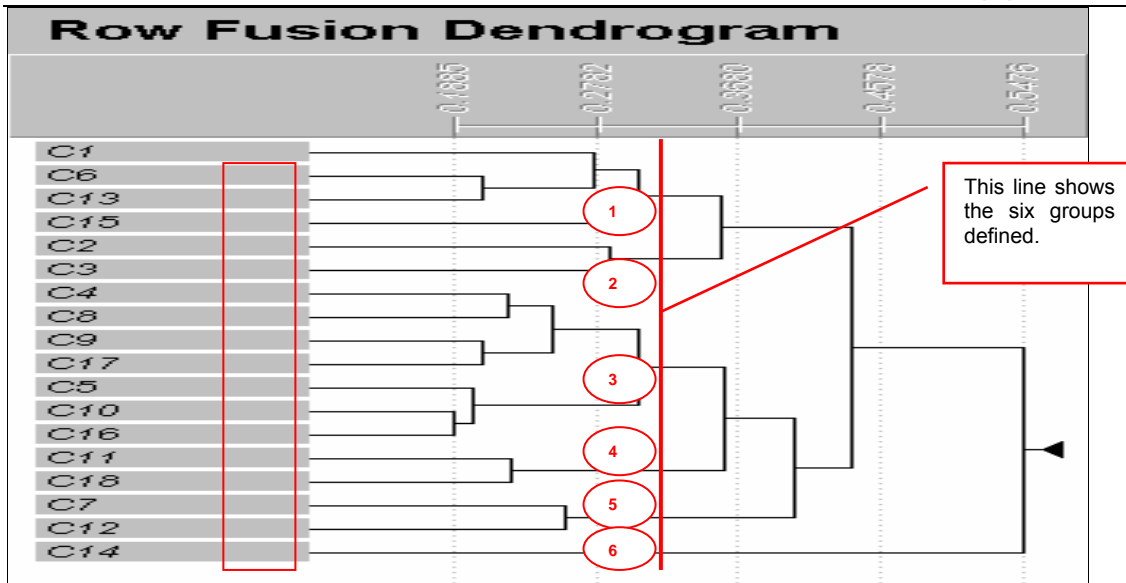 Row Fusion Dendrogram
0.1885
0.2782
0.3680
0.4578
0.5476
C1
C6
C13
C15
C2
C3
C4
C8
C9
C17
C5
C10
C16
C11
C18
C7
C12
C14
1
2
3
4
5
6
This line shows
the six groups
defined.